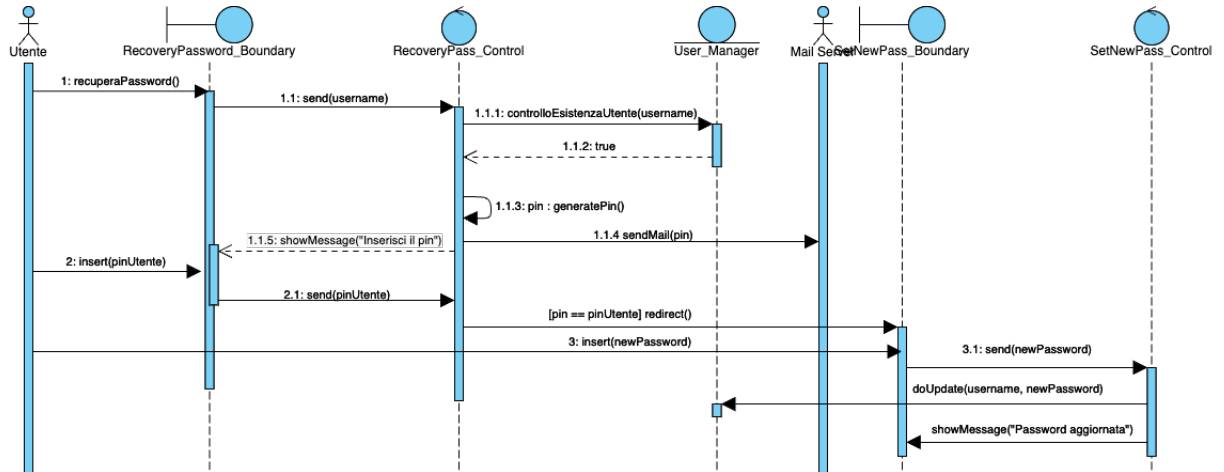 Utente
RecoveryPassword_Boundary
RecoveryPass_Control
User_Manager
Mail Server
SetNewPass_Boundary
SetNewPass_Control
1: recuperaPassword()
1.1: send(username)
1.1.1: controlloEsistenzaUtente(username)
1.1.2: true
1.1.3: pin : generatePin()
1.1.4 sendMail(pin)
1.1.5: showMessage("Inserisci il pin")
2: insert(pinUtente)
2.1: send(pinUtente)
[pin == pinUtente] redirect()
3: insert(newPassword)
3.1: send(newPassword)
doUpdate(username, newPassword)
showMessage("Password aggiornata")